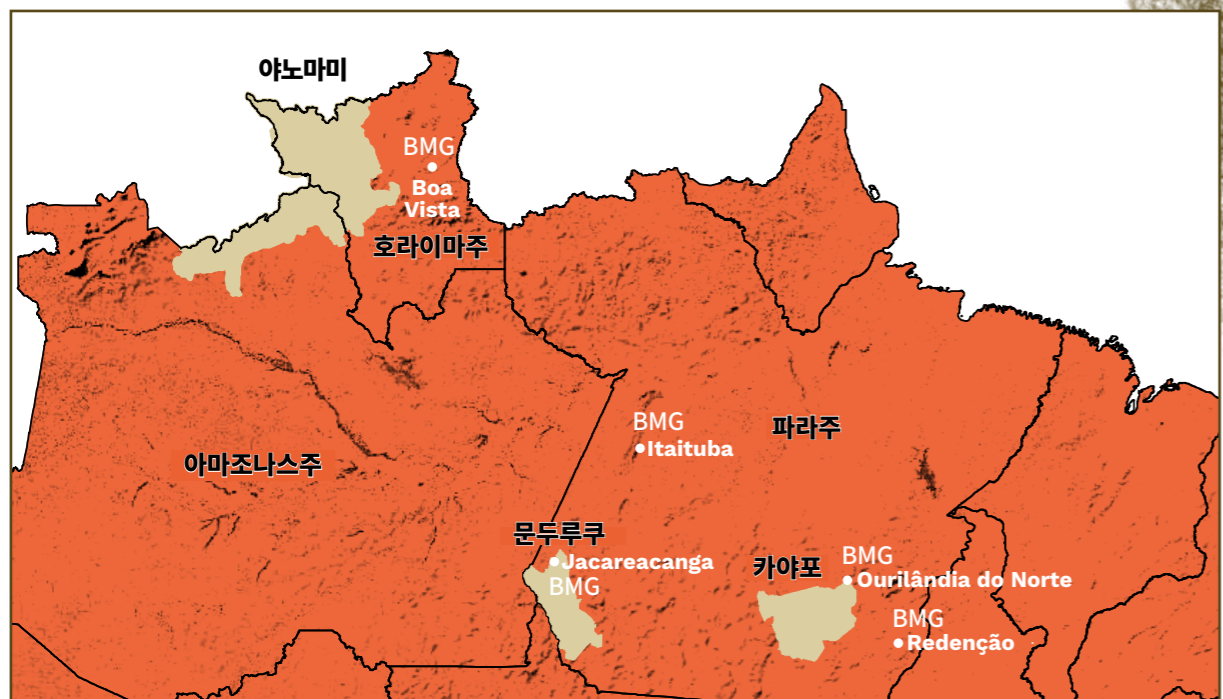 야노마미
BMG
Boa
Vista
호라이마주
BMG
Itaituba
파라주
아마조나스주
문두루쿠
Jacareacanga
BMG
카야포
BMG
Ourilândia do Norte
BMG
Redenção